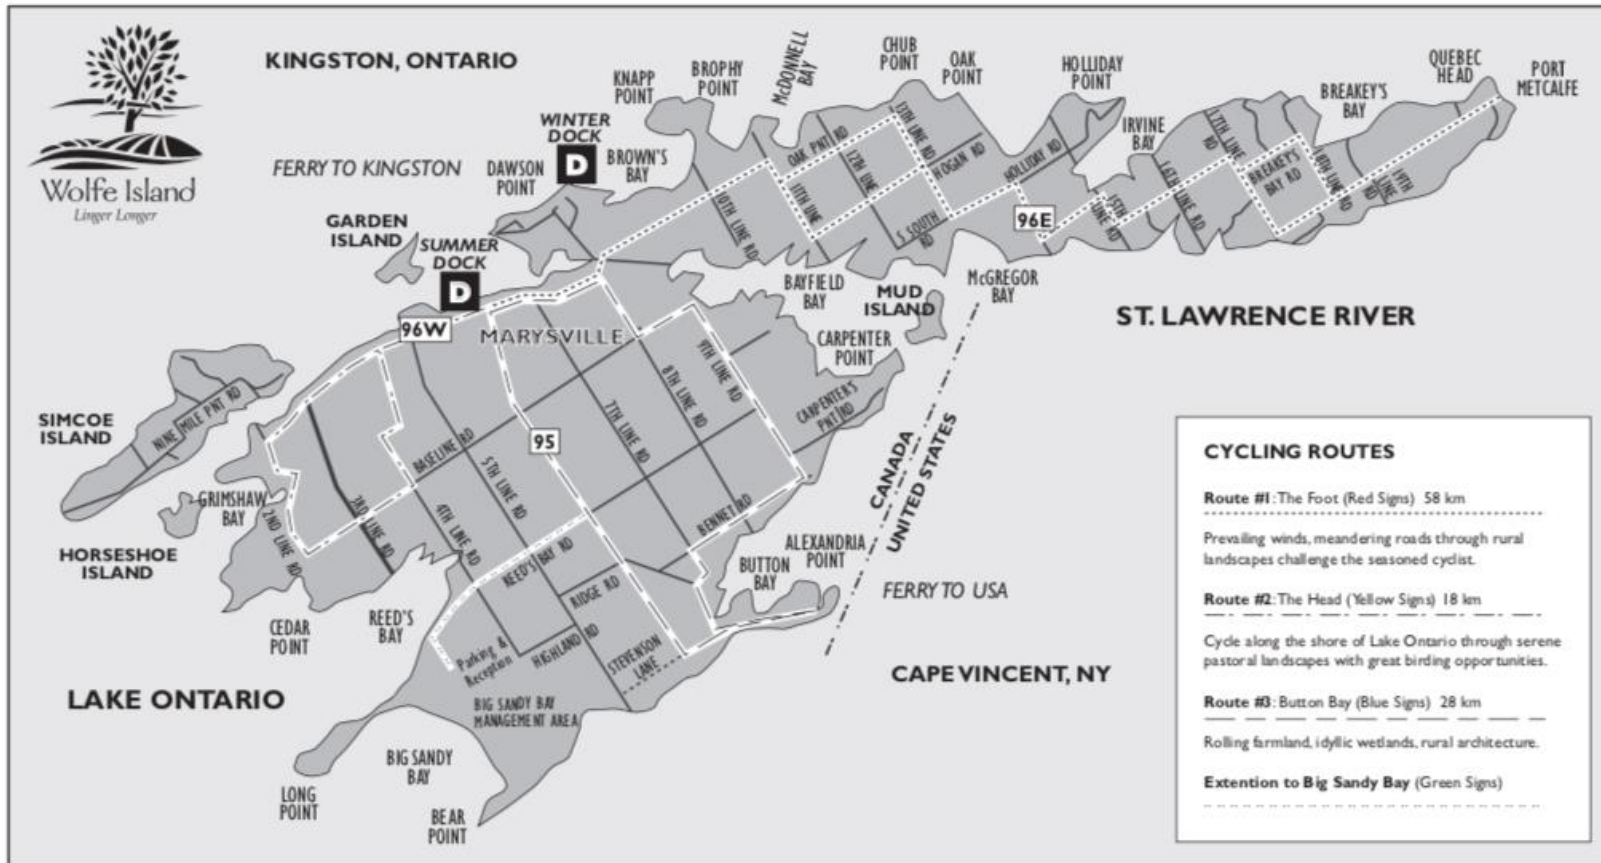 KINGSTON, ONTARIO
Wolfe Island
Linger Longer
FERRY TO KINGSTON
WINTER
DOCK
D
DAWSON
POINT
BROWN'S
BAY
KNAPP
POINT
BROPHY
POINT
McDONNELL
BAY
CHUB
POINT
OAK
POINT
HOLLIDAY
POINT
IRVINE
BAY
BREAKEY'S
BAY
QUEBEC
HEAD
PORT
METCALFE
GARDEN
ISLAND
SUMMER
DOCK
D
96W
MARYSVILLE
OAK PNT RD
10TH LINE RD
11TH LINE
12TH LINE
13TH LINE RD
HOGAN RD
S SOUTH
RD
HOLLIDAY RD
96E
15TH
LINE RD
16TH LINE RD
17TH LINE
RD
BREAKEY'S
BAY RD
18TH LINE RD
19TH
LINE
RD
BAYFIELD
BAY
MUD
ISLAND
McGREGOR
BAY
CARPENTER
POINT
ST. LAWRENCE RIVER
SIMCOE
ISLAND
NINE MILE PNT RD
GRIMSHAW
BAY
HORSESHOE
ISLAND
2ND LINE RD
3RD LINE RD
4TH LINE RD
BASELINE RD
5TH LINE RD
95
7TH LINE RD
8TH LINE RD
9TH LINE RD
CARPENTER'S
PNT RD
BENNET RD
REED'S BAY RD
RIDGE RD
HIGHLAND RD
STEVENSON
LANE
Parking &
Reception
BUTTON
BAY
ALEXANDRIA
POINT
CANADA
UNITED STATES
FERRY TO USA
CAPE VINCENT, NY
CEDAR
POINT
REED'S
BAY
LAKE ONTARIO
BIG SANDY BAY
MANAGEMENT AREA
BIG SANDY
BAY
LONG
POINT
BEAR
POINT
CYCLING ROUTES
Route #1: The Foot (Red Signs) 58 km
Prevailing winds, meandering roads through rural
landscapes challenge the seasoned cyclist.
Route #2: The Head (Yellow Signs) 18 km
Cycle along the shore of Lake Ontario through serene
pastoral landscapes with great birding opportunities.
Route #3: Button Bay (Blue Signs) 28 km
Rolling farmland, idyllic wetlands, rural architecture.
Extention to Big Sandy Bay (Green Signs)